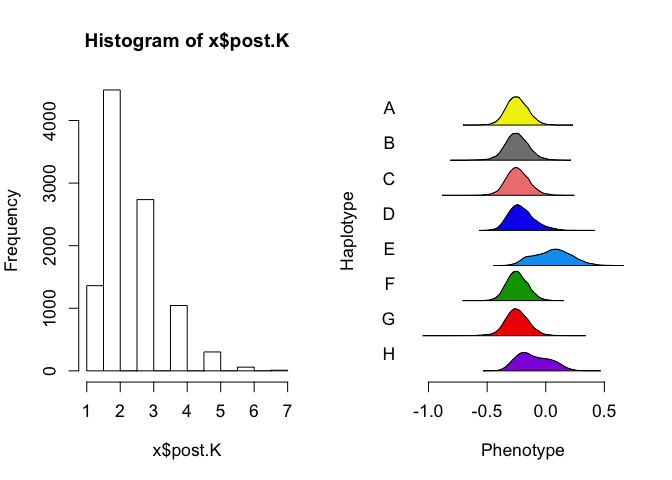 Histogram of x$post.K
Frequency
0
1000
2000
3000
4000
1 2 3 4 5 6 7
x$post.K
Haplotype
A
B
C
D
E
F
G
H
-1.0 -0.5 0.0 0.5
Phenotype